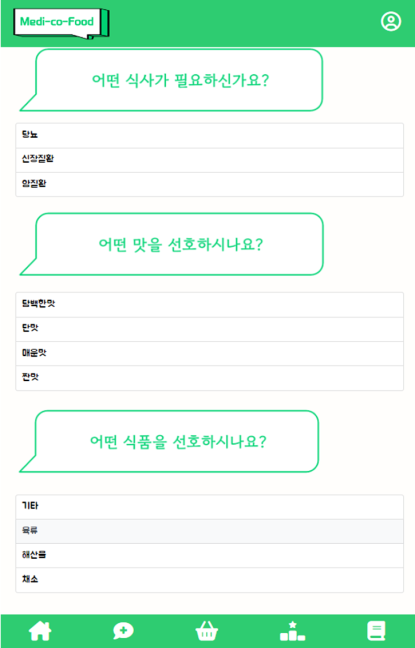 Medi-co-Food
어떤 식사가 필요하신가요?
당뇨
신장질환
암질환
어떤 맛을 선호하시나요?
담백한맛
단맛
매운맛
짠맛
어떤 식품을 선호하시나요?
기타
육류
해산물
채소